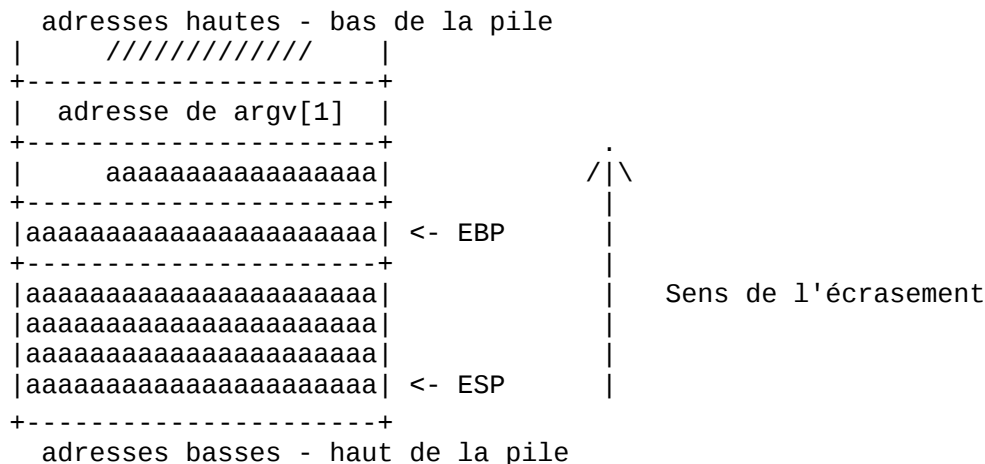 adresses hautes - bas de la pile
|     /////////////    |
+----------------------+
|  adresse de argv[1]  |
+----------------------+             .
|     aaaaaaaaaaaaaaaaa|            /|\
+----------------------+             |
|aaaaaaaaaaaaaaaaaaaaaa| <- EBP      |
+----------------------+             |
|aaaaaaaaaaaaaaaaaaaaaa|             |   Sens de l'écrasement
|aaaaaaaaaaaaaaaaaaaaaa|             |
|aaaaaaaaaaaaaaaaaaaaaa|             |
|aaaaaaaaaaaaaaaaaaaaaa| <- ESP      |
+----------------------+
adresses basses - haut de la pile